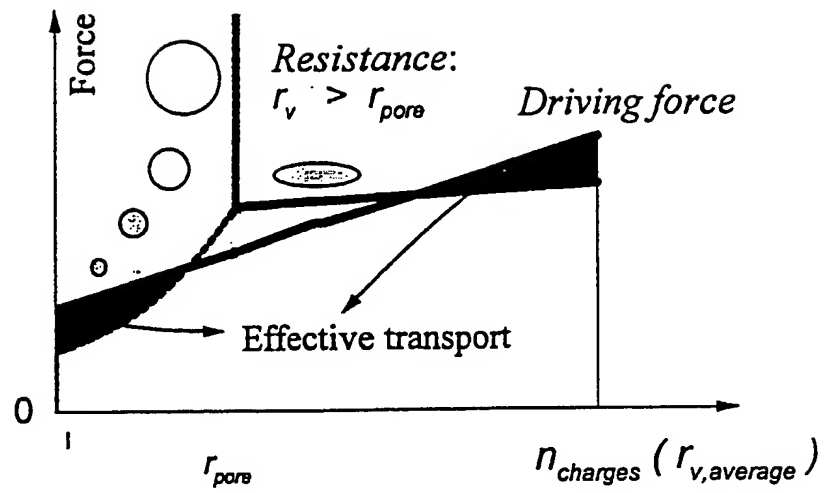 Force
Resistance:
r_v > r_pore
Driving force
Effective transport
0
r_pore
n_charges ( r_v,average )